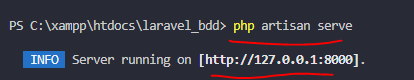 PS C:\xampp\htdocs\laravel_bdd> php artisan serve
INFO Server running on [http://127.0.0.1:8000].